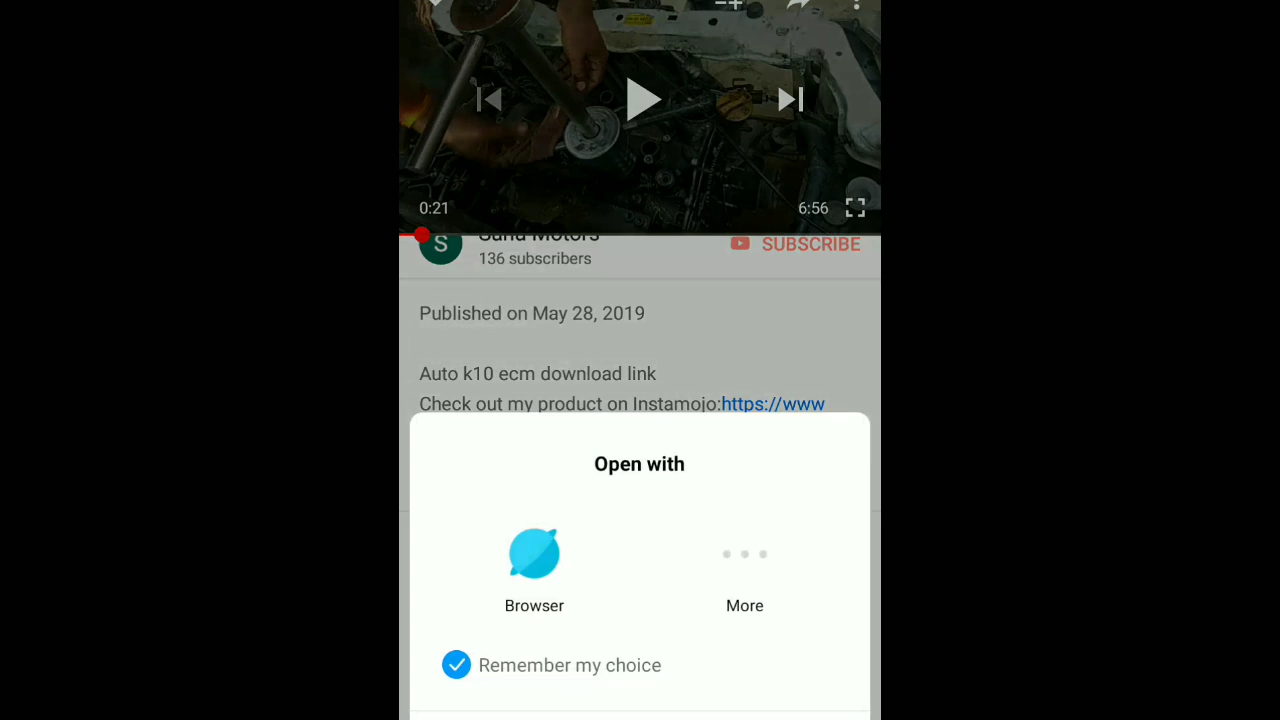 0:21
6:56
S
Motors
SUBSCRIBE
136 subscribers
Published on May 28, 2019
Auto k10 ecm download link
Check out my product on Instamojo:https://www
Open with
Browser
More
Remember my choice